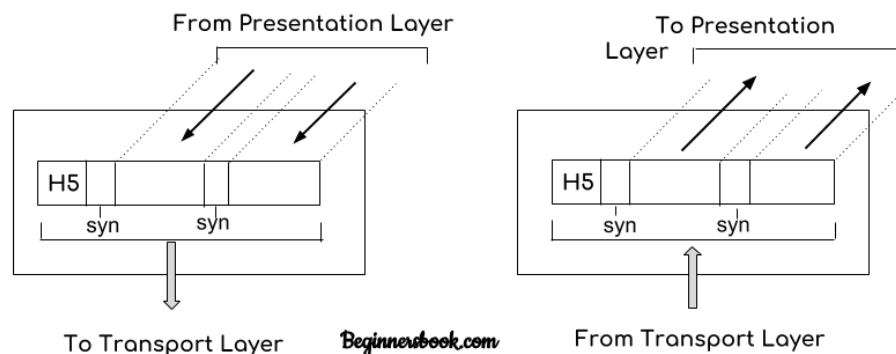 From Presentation Layer
H5
syn
syn
To Transport Layer
To Presentation
Layer
H5
syn
syn
From Transport Layer
Beginnersbook.com